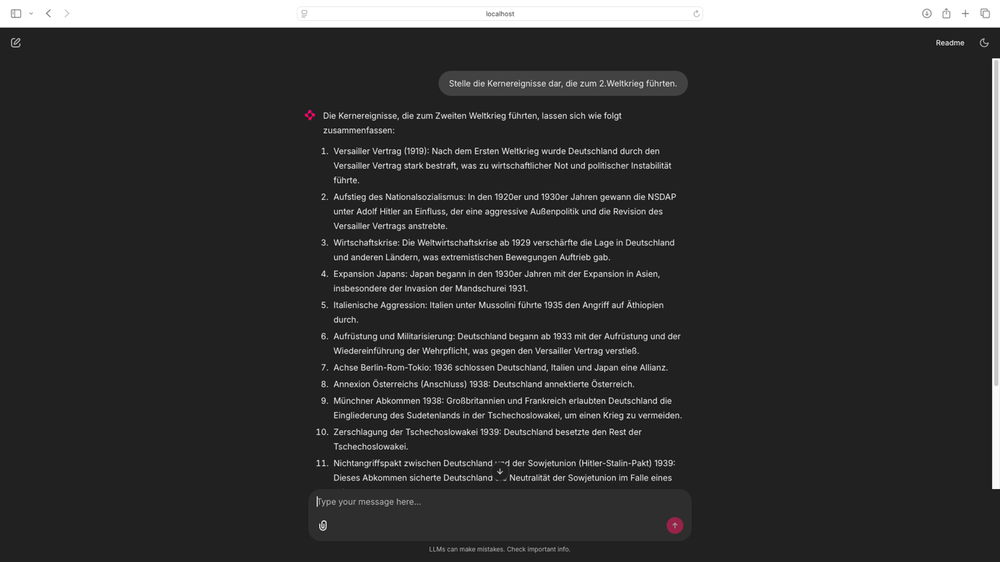 localhost
Readme
Stelle die Kernereignisse dar, die zum 2.Weltkrieg führten.
Die Kernereignisse, die zum Zweiten Weltkrieg führten, lassen sich wie folgt
zusammenfassen:
1. Versailler Vertrag (1919): Nach dem Ersten Weltkrieg wurde Deutschland durch den
Versailler Vertrag stark bestraft, was zu wirtschaftlicher Not und politischer Instabilität
führte.
2. Aufstieg des Nationalsozialismus: In den 1920er und 1930er Jahren gewann die NSDAP
unter Adolf Hitler an Einfluss, der eine aggressive Außenpolitik und die Revision des
Versailler Vertrags anstrebte.
3. Wirtschaftskrise: Die Weltwirtschaftskrise ab 1929 verschärfte die Lage in Deutschland
und anderen Ländern, was extremistischen Bewegungen Auftrieb gab.
4. Expansion Japans: Japan begann in den 1930er Jahren mit der Expansion in Asien,
insbesondere der Invasion der Mandschurei 1931.
5. Italienische Aggression: Italien unter Mussolini führte 1935 den Angriff auf Äthiopien
durch.
6. Aufrüstung und Militarisierung: Deutschland begann ab 1933 mit der Aufrüstung und der
Wiedereinführung der Wehrpflicht, was gegen den Versailler Vertrag verstieß.
7. Achse Berlin-Rom-Tokio: 1936 schlossen Deutschland, Italien und Japan eine Allianz.
8. Annexion Österreichs (Anschluss) 1938: Deutschland annektierte Österreich.
9. Münchner Abkommen 1938: Großbritannien und Frankreich erlaubten Deutschland die
Eingliederung des Sudetenlands in der Tschechoslowakei, um einen Krieg zu vermeiden.
10. Zerschlagung der Tschechoslowakei 1939: Deutschland besetzte den Rest der
Tschechoslowakei.
11. Nichtangriffspakt zwischen Deutschland und der Sowjetunion (Hitler-Stalin-Pakt) 1939:
Dieses Abkommen sicherte Deutschland Neutralität der Sowjetunion im Falle eines
Type your message here...
LLMs can make mistakes. Check important info.